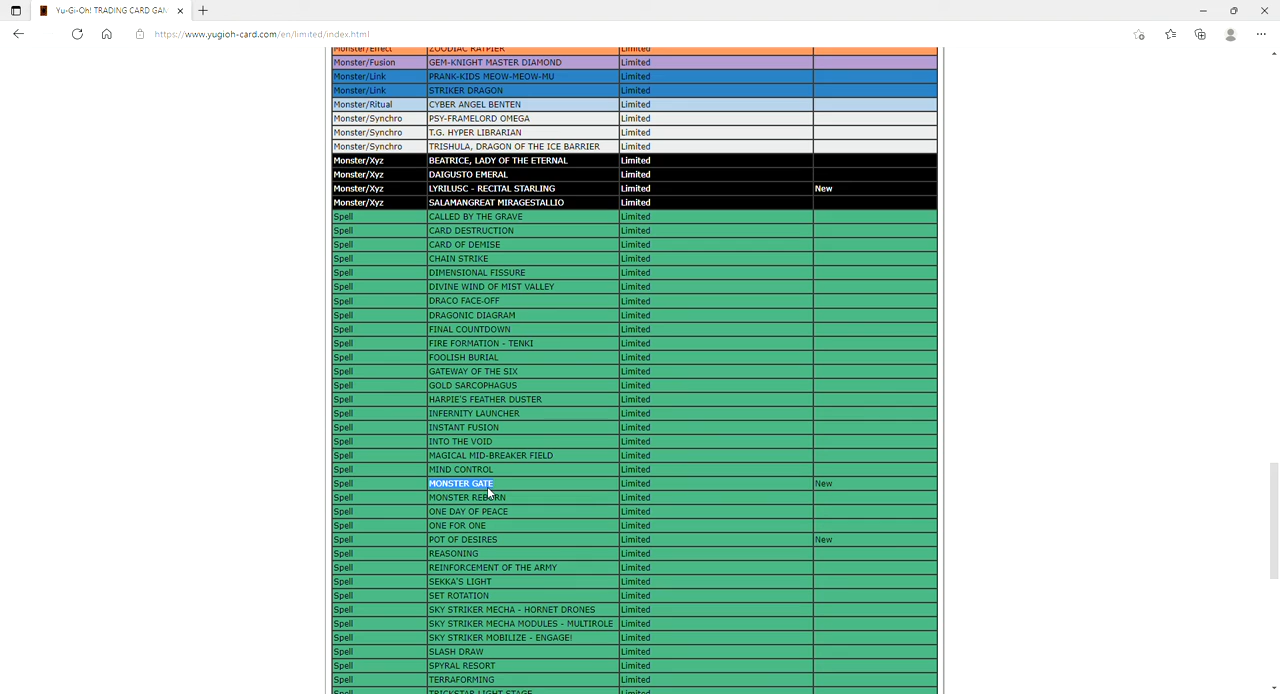 Yu-Gi-Oh! TRADING CARD GAM
https://www.yugioh-card.com/en/limited/index.html
Monster/Effect ZOODIAC RATPIER Limited
Monster/Fusion GEM-KNIGHT MASTER DIAMOND Limited
Monster/Link PRANK-KIDS MEOW-MEOW-MU Limited
Monster/Link STRIKER DRAGON Limited
Monster/Ritual CYBER ANGEL BENTEN Limited
Monster/Synchro PSY-FRAMELORD OMEGA Limited
Monster/Synchro T.G. HYPER LIBRARIAN Limited
Monster/Synchro TRISHULA, DRAGON OF THE ICE BARRIER Limited
Monster/Xyz BEATRICE, LADY OF THE ETERNAL Limited
Monster/Xyz DAIGUSTO EMERAL Limited
Monster/Xyz LYRILUSC - RECITAL STARLING Limited New
Monster/Xyz SALAMANGREAT MIRAGESTALLIO Limited
Spell CALLED BY THE GRAVE Limited
Spell CARD DESTRUCTION Limited
Spell CARD OF DEMISE Limited
Spell CHAIN STRIKE Limited
Spell DIMENSIONAL FISSURE Limited
Spell DIVINE WIND OF MIST VALLEY Limited
Spell DRACO FACE-OFF Limited
Spell DRAGONIC DIAGRAM Limited
Spell FINAL COUNTDOWN Limited
Spell FIRE FORMATION - TENKI Limited
Spell FOOLISH BURIAL Limited
Spell GATEWAY OF THE SIX Limited
Spell GOLD SARCOPHAGUS Limited
Spell HARPIE'S FEATHER DUSTER Limited
Spell INFERNITY LAUNCHER Limited
Spell INSTANT FUSION Limited
Spell INTO THE VOID Limited
Spell MAGICAL MID-BREAKER FIELD Limited
Spell MIND CONTROL Limited
Spell MONSTER GATE Limited New
Spell MONSTER REBORN Limited
Spell ONE DAY OF PEACE Limited
Spell ONE FOR ONE Limited
Spell POT OF DESIRES Limited New
Spell REASONING Limited
Spell REINFORCEMENT OF THE ARMY Limited
Spell SEKKA'S LIGHT Limited
Spell SET ROTATION Limited
Spell SKY STRIKER MECHA - HORNET DRONES Limited
Spell SKY STRIKER MECHA MODULES - MULTIROLE Limited
Spell SKY STRIKER MOBILIZE - ENGAGE! Limited
Spell SLASH DRAW Limited
Spell SPYRAL RESORT Limited
Spell TERRAFORMING Limited
Spell TRICKSTAR LIGHT STAGE Limited